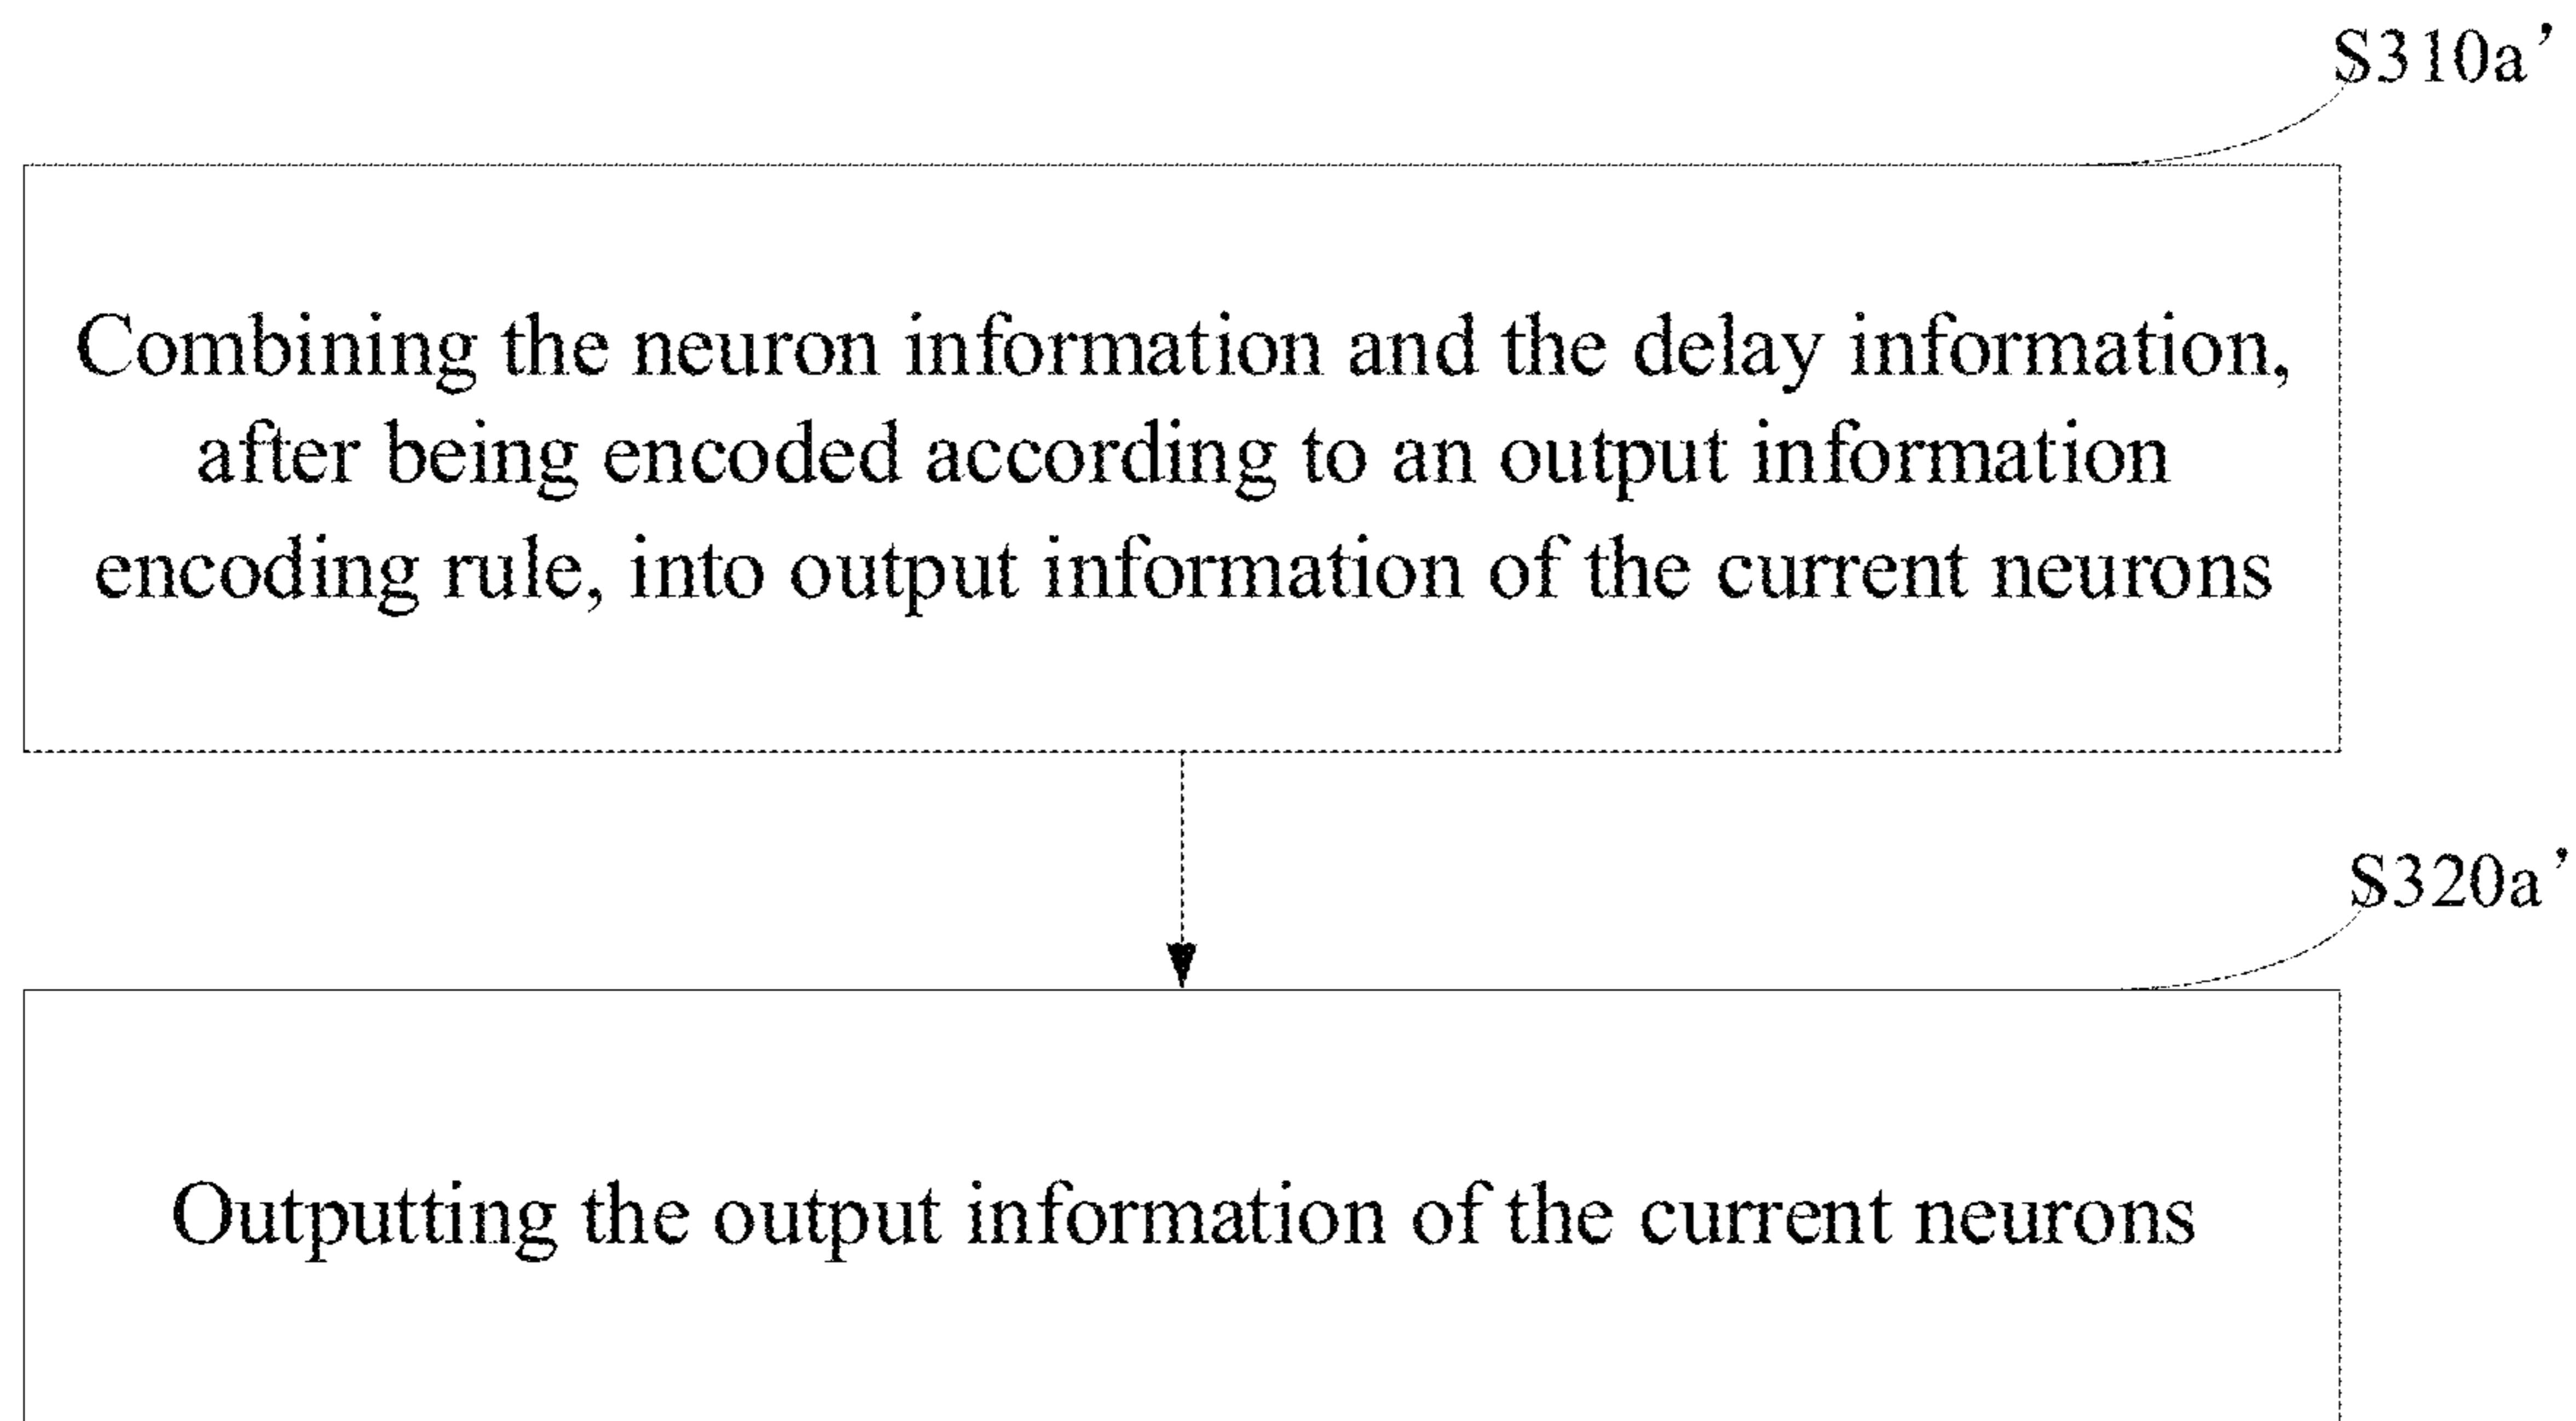 S310a’
Combining the neuron information and the delay information,
after being encoded according to an output information
encoding rule, into output information of the current neurons
S320a’
Outputting the output information of the current neurons